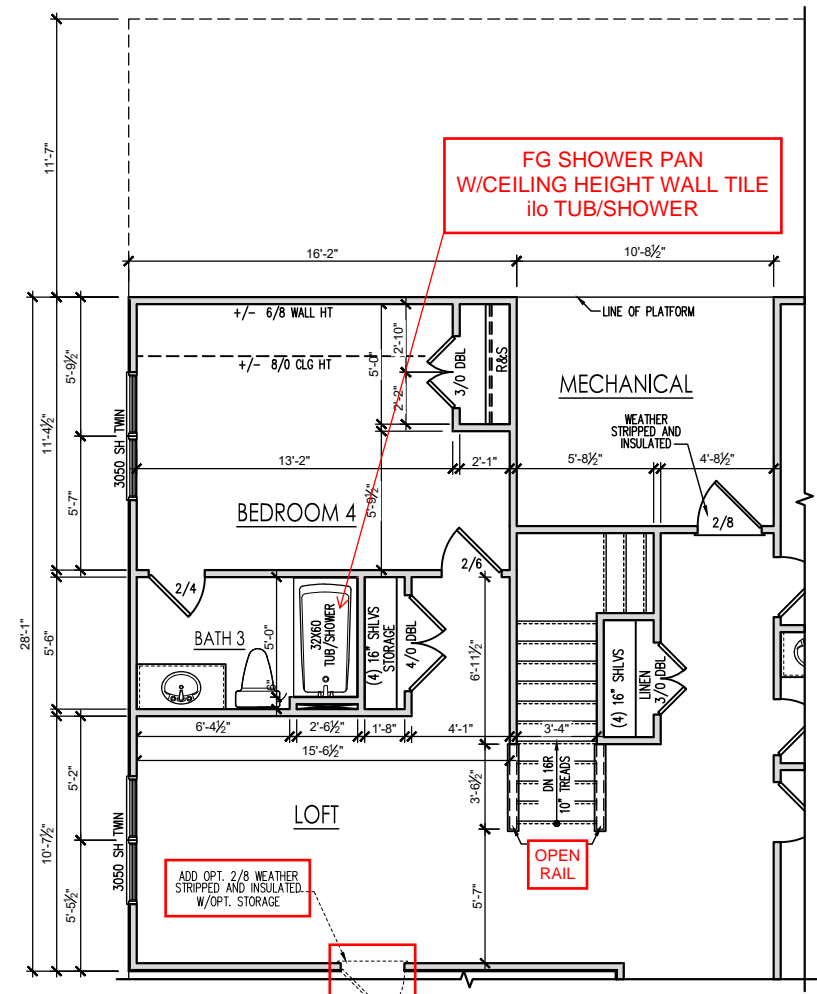 11'-7"
FG SHOWER PAN
W/CEILING HEIGHT WALL TILE
ilo TUB/SHOWER
16'-2"
10'-8½"
+/- 6/8 WALL HT
LINE OF PLATFORM
+/- 8/0 CLG HT
5'-9½"
5'-0"
2'-10"
2'-2"
3/0 DBL
R&S
MECHANICAL
WEATHER
STRIPPED AND
INSULATED
3050 SH TWIN
11'-4½"
5'-7"
13'-2"
2'-1"
5'-8½"
4'-8½"
5'-9½"
BEDROOM 4
2/8
2/6
2/4
28'-1"
5'-6"
BATH 3
5'-0"
6"
32X60
TUB/SHOWER
(4) 16" SHLVS
STORAGE
4/0 DBL
6'-11½"
(4) 16" SHLVS
LINEN
3/0 DBL
6'-4½"
2'-6½"
1'-8"
4'-1"
3'-4"
15'-6½"
10'-7½"
5'-2"
3050 SH TWIN
LOFT
3'-6½"
DN 16R
10" TREADS
5'-5½"
5'-7"
OPEN
RAIL
ADD OPT. 2/8 WEATHER
STRIPPED AND INSULATED
W/OPT. STORAGE